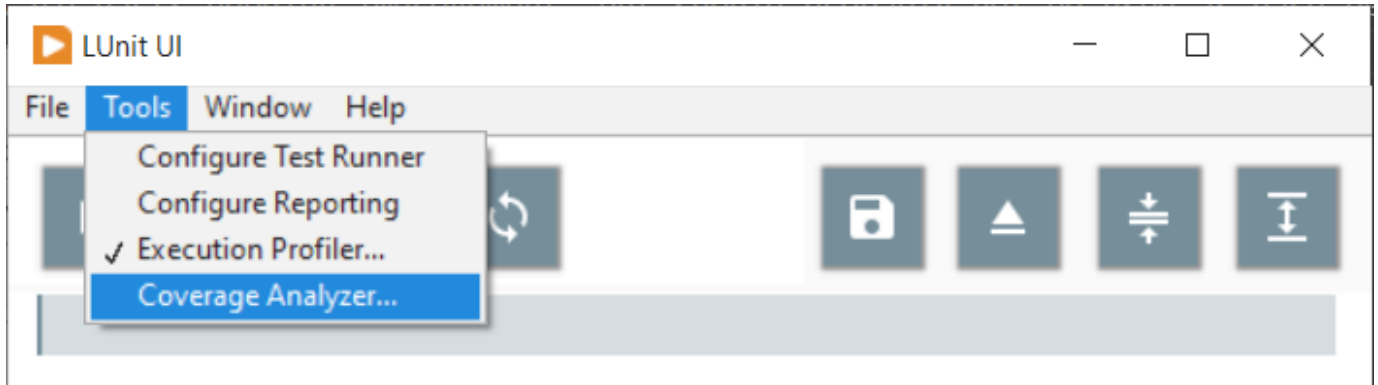 LUnit UI
File Tools Window Help
Configure Test Runner
Configure Reporting
✓ Execution Profiler...
Coverage Analyzer...